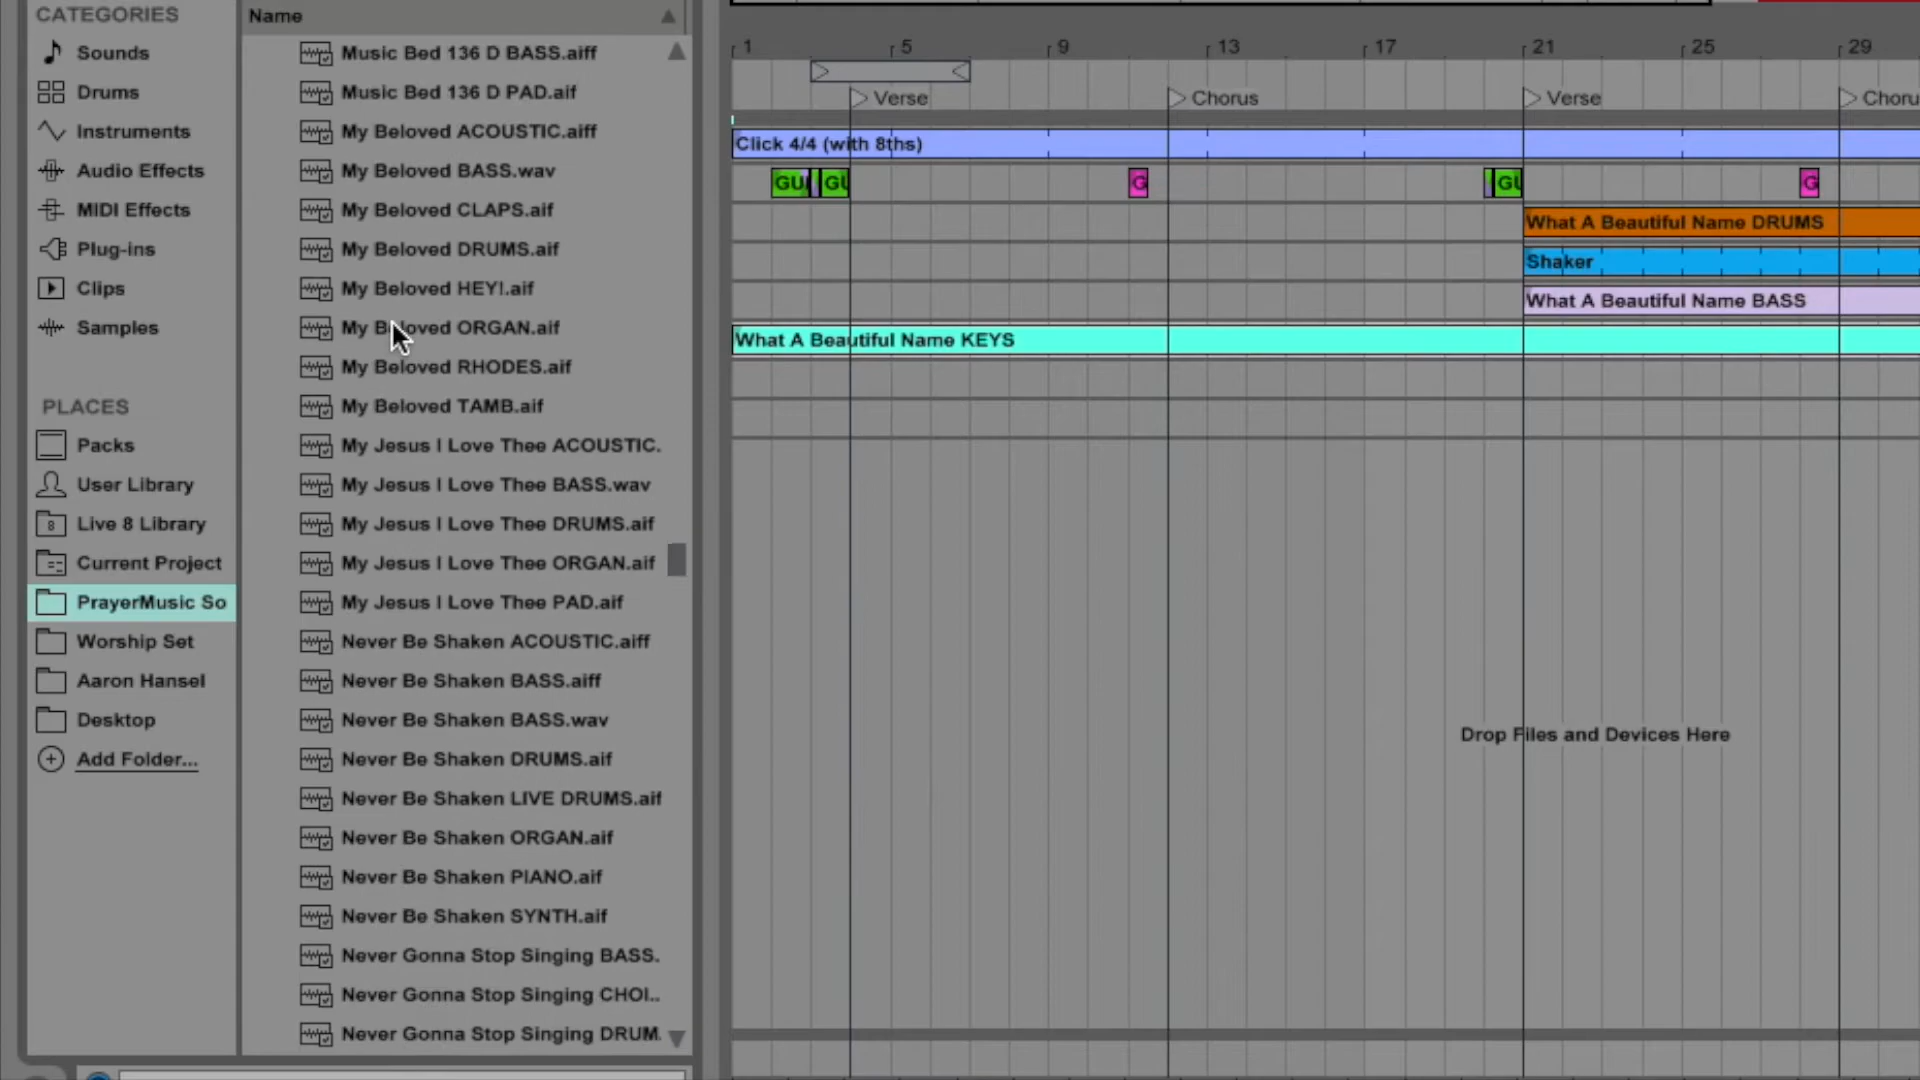 CATEGORIES
Sounds
Drums
Instruments
Audio Effects
MIDI Effects
Plug-ins
Clips
Samples
PLACES
Packs
User Library
Live 8 Library
Current Project
PrayerMusic So
Worship Set
Aaron Hansel
Desktop
Add Folder...
Name
Music Bed 136 D BASS.aiff
Music Bed 136 D PAD.aif
My Beloved ACOUSTIC.aiff
My Beloved BASS.wav
My Beloved CLAPS.aif
My Beloved DRUMS.aif
My Beloved HEY!.aif
My Beloved ORGAN.aif
My Beloved RHODES.aif
My Beloved TAMB.aif
My Jesus I Love Thee ACOUSTIC.
My Jesus I Love Thee BASS.wav
My Jesus I Love Thee DRUMS.aif
My Jesus I Love Thee ORGAN.aif
My Jesus I Love Thee PAD.aif
Never Be Shaken ACOUSTIC.aiff
Never Be Shaken BASS.aiff
Never Be Shaken BASS.wav
Never Be Shaken DRUMS.aif
Never Be Shaken LIVE DRUMS.aif
Never Be Shaken ORGAN.aif
Never Be Shaken PIANO.aif
Never Be Shaken SYNTH.aif
Never Gonna Stop Singing BASS.
Never Gonna Stop Singing CHOI..
Never Gonna Stop Singing DRUM.
1 5 9 13 17 21 25 29
Verse Chorus Verse Choru
Click 4/4 (with 8ths)
GUI GU G GU G
What A Beautiful Name DRUMS
Shaker
What A Beautiful Name BASS
What A Beautiful Name KEYS
Drop Files and Devices Here
8